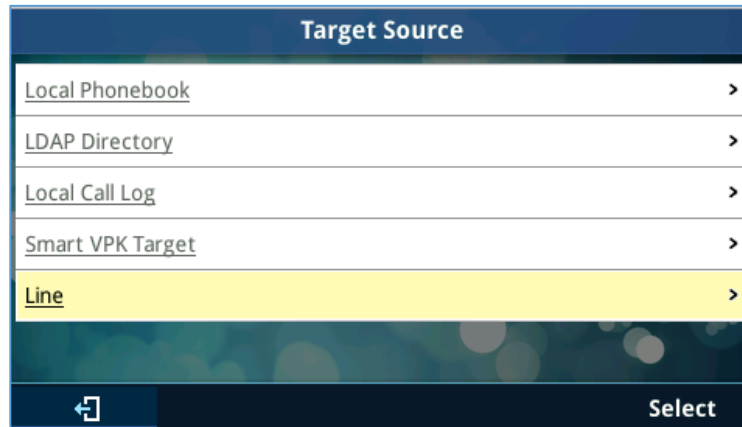 Target Source
Local Phonebook
LDAP Directory
Local Call Log
Smart VPK Target
Line
Select